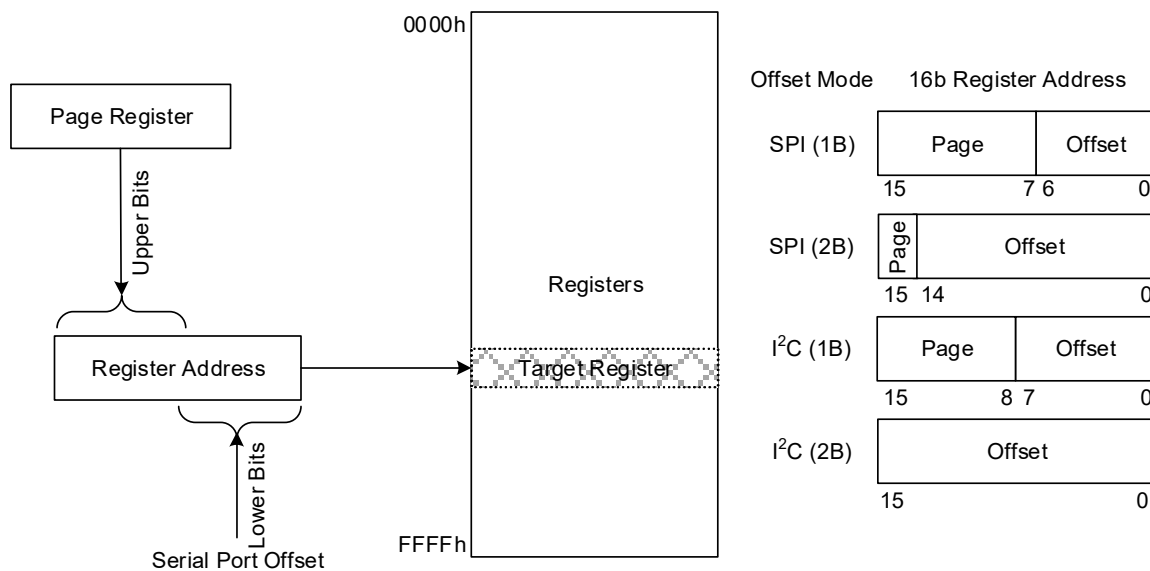 0000h
Page Register
Upper Bits
Register Address
Lower Bits
Serial Port Offset
Registers
Target Register
FFFFh
Offset Mode 16b Register Address
SPI (1B) Page Offset
15 7 6 0
SPI (2B) Page Offset
15 14 0
I²C (1B) Page Offset
15 8 7 0
I²C (2B) Offset
15 0